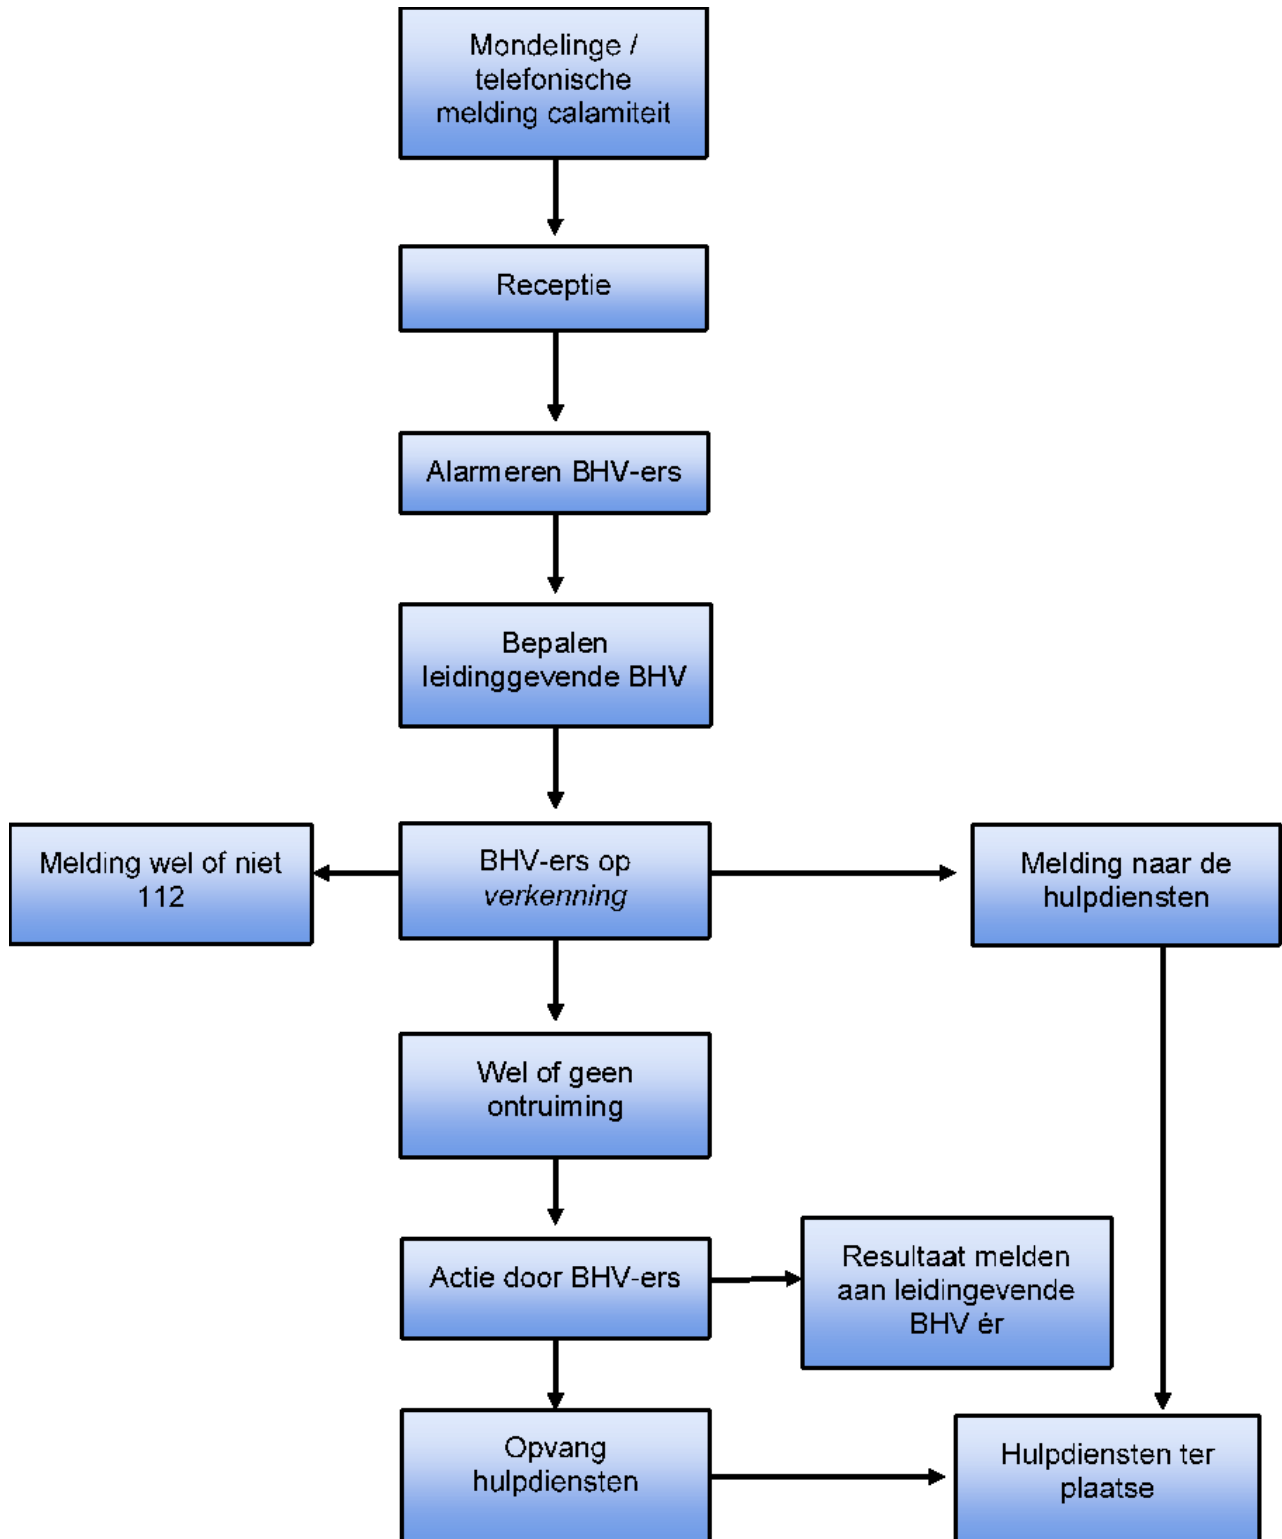 Mondelinge /
telefonische
melding calamiteit
Receptie
Alarmeren BHV-ers
Bepalen
leidinggevende BHV
Melding wel of niet
112
BHV-ers op
verkenning
Melding naar de
hulpdiensten
Wel of geen
ontruiming
Actie door BHV-ers
Resultaat melden
aan leidingevende
BHV ér
Opvang
hulpdiensten
Hulpdiensten ter
plaatse